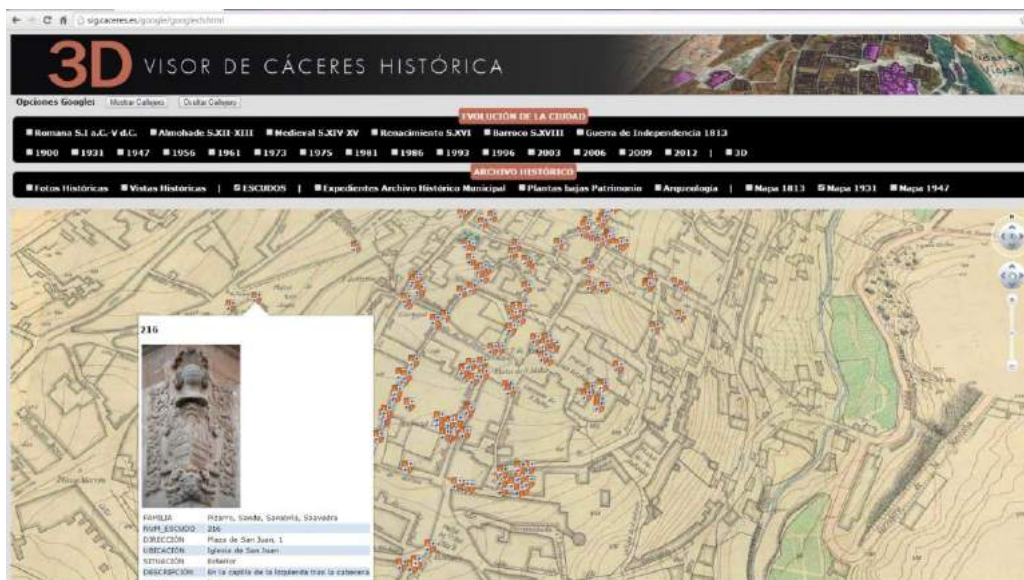 sig.caceres.es/google/googlech.html
3D VISOR DE CÁCERES HISTÓRICA
Opciones Google: Mostrar Callejero Ocultar Callejero
EVOLUCIÓN DE LA CIUDAD
Romana S.I a.C.-V d.C. Almohade S.XII-XIII Medieval S.XIV-XV Renacimiento S.XVI Barroco S.XVIII Guerra de Independencia 1813
1900 1931 1947 1956 1961 1973 1975 1981 1986 1993 1996 2003 2006 2009 2012 | 3D
ARCHIVO HISTÓRICO
Fotos Históricas Vistas Históricas | ESCUDOS | Expedientes Archivo Histórico Municipal Plantas bajas Patrimonio Arqueología | Mapa 1813 Mapa 1931 Mapa 1947
216
FAMILIA Pizarro, Sande, Sanabria, Saavedra
NUM_ESCUDO 216
DIRECCIÓN Plaza de San Juan, 1
UBICACIÓN Iglesia de San Juan
SITUACIÓN Exterior
DESCRIPCIÓN En la capilla de la izquierda tras la cabecera